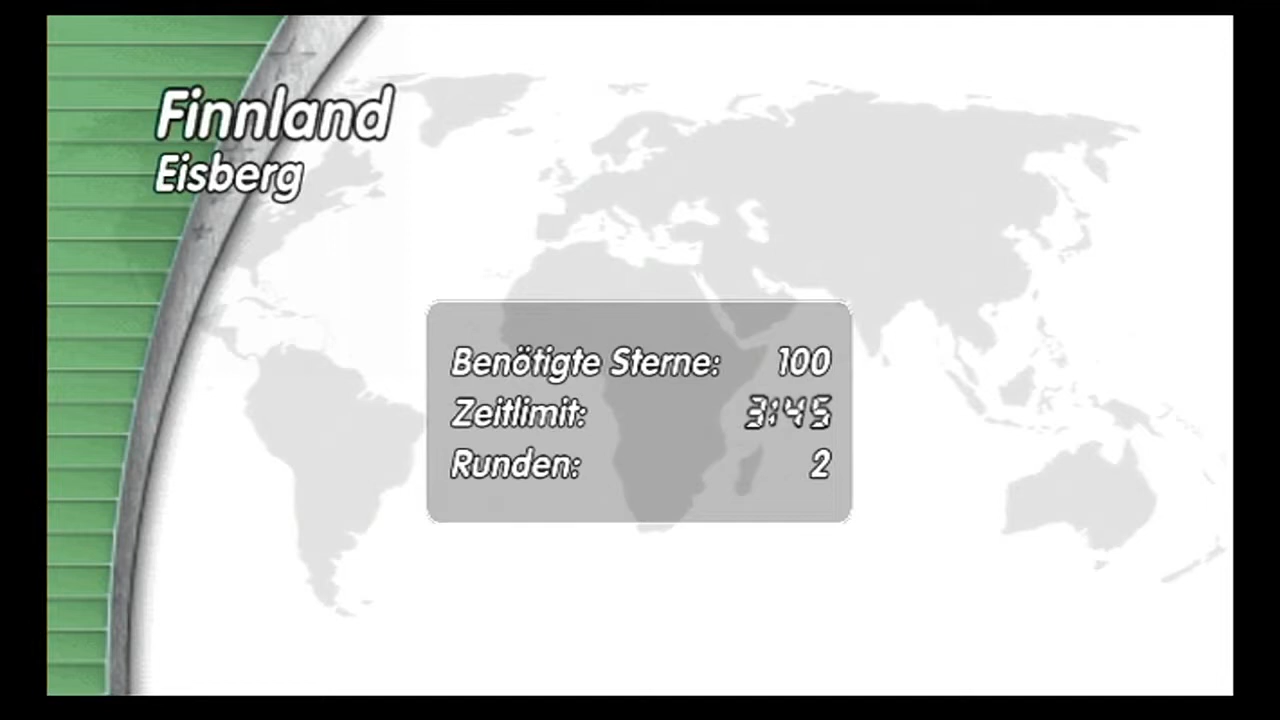 Finnland
Eisberg
Benötigte Sterne: 100
Zeitlimit: 3:45
Runden: 2